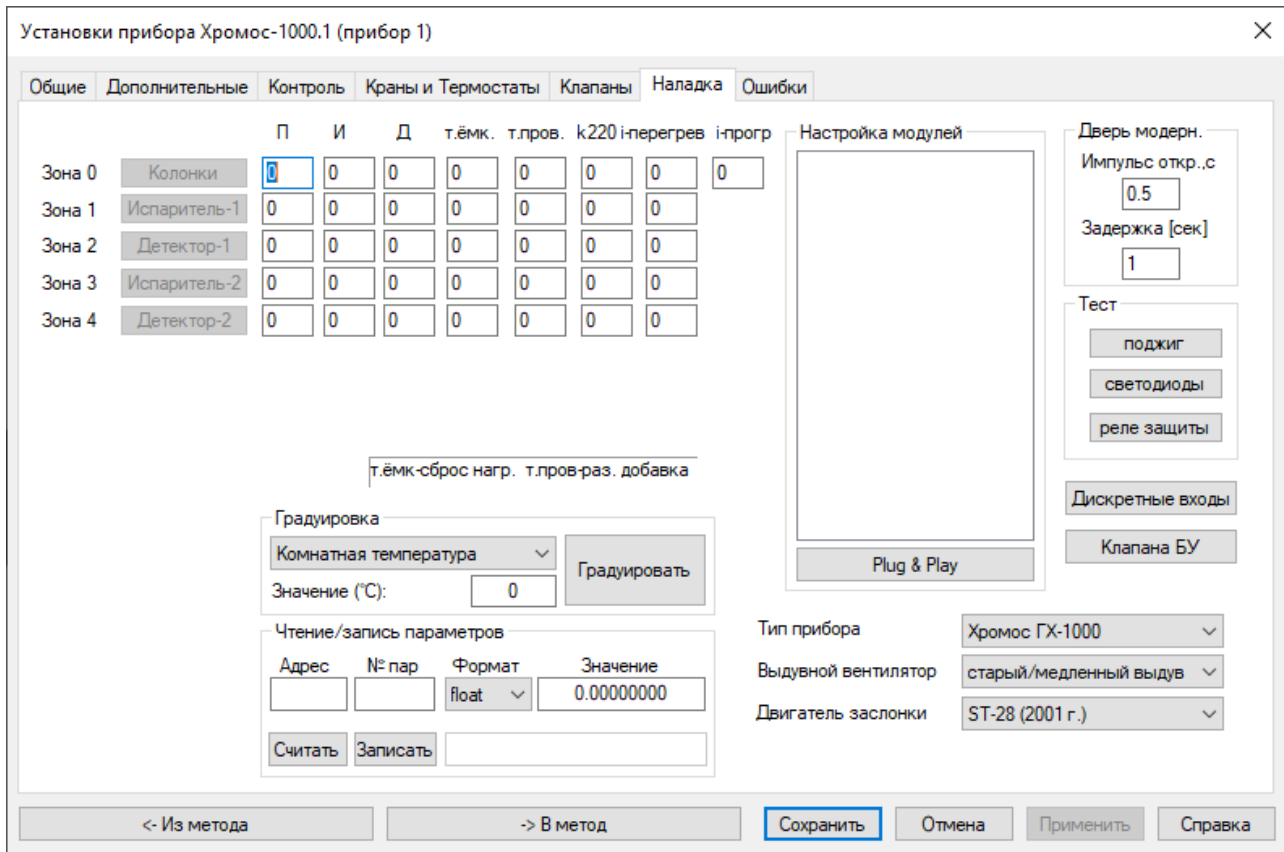 Установки прибора Хромос-1000.1 (прибор 1)
Общие Дополнительные Контроль Краны и Термостаты Клапаны Наладка Ошибки
П И Д т.ёмк. т.пров. k220 i-перегрев i-прогр
Зона 0 Колонки 0 0 0 0 0 0 0 0
Зона 1 Испаритель-1 0 0 0 0 0 0 0
Зона 2 Детектор-1 0 0 0 0 0 0 0
Зона 3 Испаритель-2 0 0 0 0 0 0 0
Зона 4 Детектор-2 0 0 0 0 0 0 0
т.ёмк-сброс нагр. т.пров-раз. добавка
Градуировка
Комнатная температура
Градуировать
Значение (°C): 0
Чтение/запись параметров
Адрес № пар Формат Значение
float 0.00000000
Считать Записать
Настройка модулей
Plug & Play
Дверь модерн.
Импульс откр.,с
0.5
Задержка [сек]
1
Тест
поджиг
светодиоды
реле защиты
Дискретные входы
Клапана БУ
Тип прибора Хромос ГХ-1000
Выдувной вентилятор старый/медленный выдув
Двигатель заслонки ST-28 (2001 г.)
<- Из метода -> В метод Сохранить Отмена Применить Справка